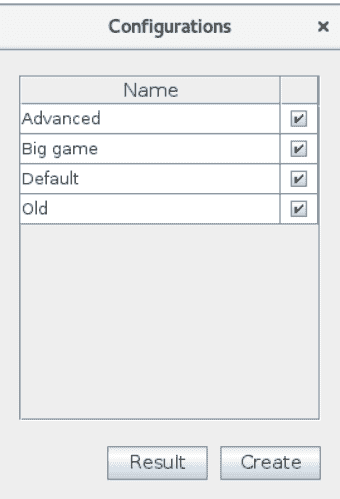 Configurations
Name
Advanced
Big game
Default
Old
Result Create